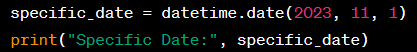 specific_date = datetime.date(2023, 11, 1)
print("Specific Date:", specific_date)